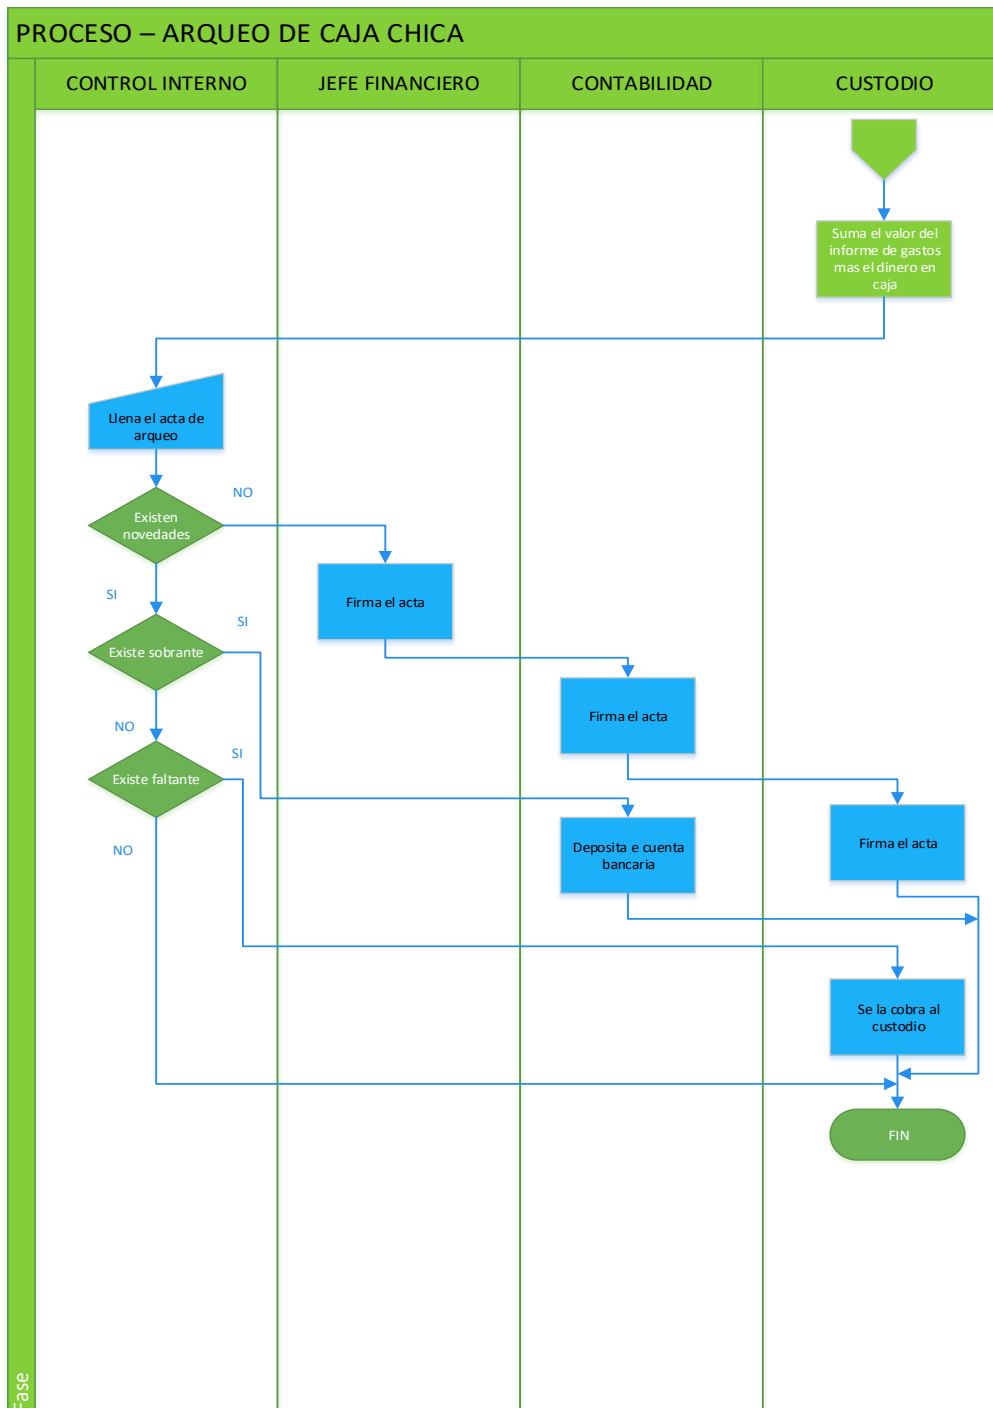 PROCESO – ARQUEO DE CAJA CHICA
CONTROL INTERNO
JEFE FINANCIERO
CONTABILIDAD
CUSTODIO
Suma el valor del
informe de gastos
mas el dinero en
caja
Llena el acta de
arqueo
Existen
novedades
NO
SI
Firma el acta
Existe sobrante
SI
NO
Firma el acta
Existe faltante
SI
NO
Deposita e cuenta
bancaria
Firma el acta
Se la cobra al
custodio
FIN
Fase